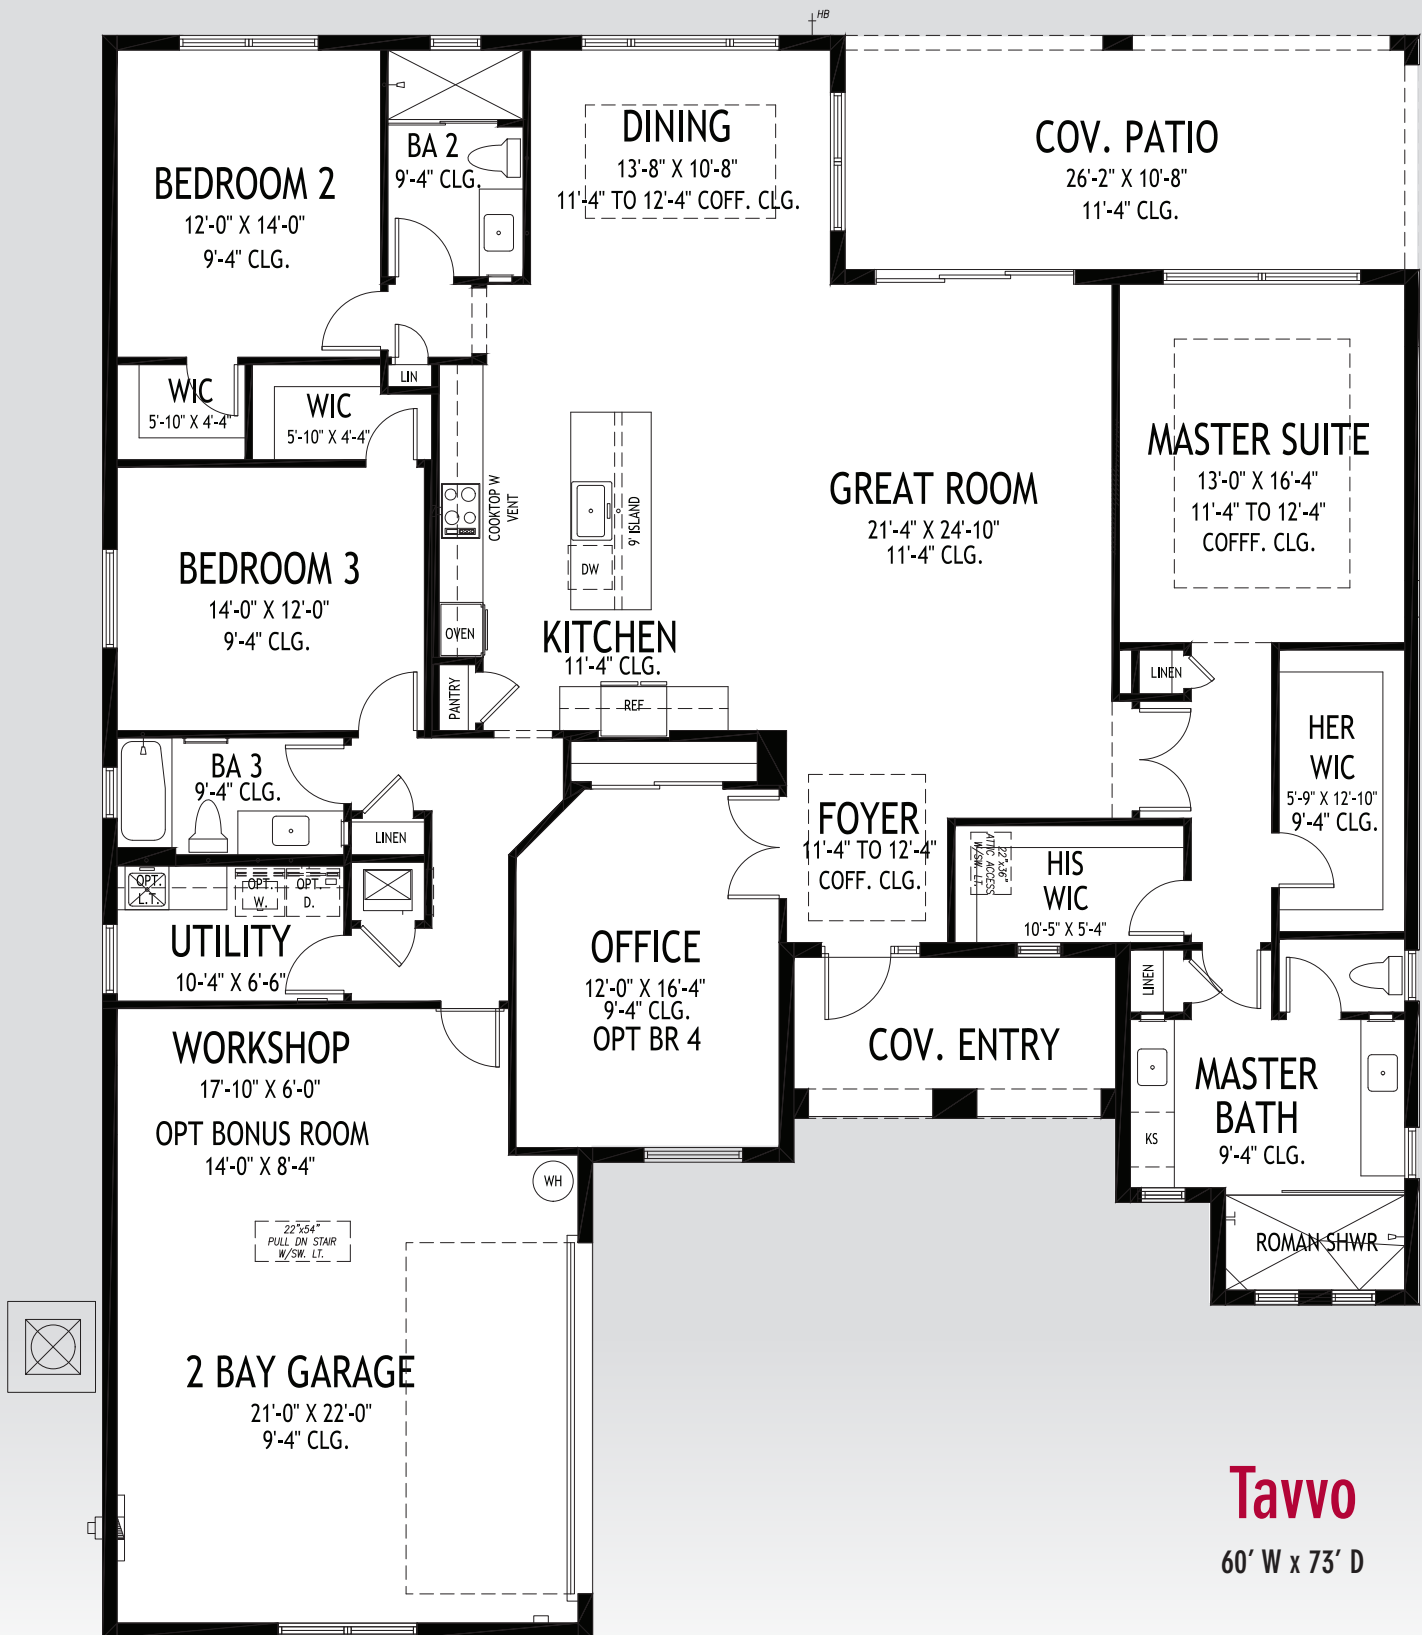 HB
BEDROOM 2
12'-0" X 14'-0"
9'-4" CLG.
BA 2
9'-4" CLG.
DINING
13'-8" X 10'-8"
11'-4" TO 12'-4" COFF. CLG.
COV. PATIO
26'-2" X 10'-8"
11'-4" CLG.
WIC
5'-10" X 4'-4"
WIC
5'-10" X 4'-4"
LIN
COOKTOP W
VENT
9' ISLAND
DW
OVEN
KITCHEN
11'-4" CLG.
PANTRY
REF
GREAT ROOM
21'-4" X 24'-10"
11'-4" CLG.
MASTER SUITE
13'-0" X 16'-4"
11'-4" TO 12'-4"
COFFF. CLG.
BEDROOM 3
14'-0" X 12'-0"
9'-4" CLG.
LINEN
HER
WIC
5'-9" X 12'-10"
9'-4" CLG.
BA 3
9'-4" CLG.
LINEN
FOYER
11'-4" TO 12'-4"
COFF. CLG.
22"x36"
ATTIC ACCESS
W/SW. LT.
HIS
WIC
10'-5" X 5'-4"
OPT.
L.T.
OPT.
W.
OPT.
D.
UTILITY
10'-4" X 6'-6"
OFFICE
12'-0" X 16'-4"
9'-4" CLG.
OPT BR 4
COV. ENTRY
LINEN
MASTER
BATH
9'-4" CLG.
KS
ROMAN SHWR
WORKSHOP
17'-10" X 6'-0"
OPT BONUS ROOM
14'-0" X 8'-4"
WH
22"x54"
PULL DN STAIR
W/SW. LT.
2 BAY GARAGE
21'-0" X 22'-0"
9'-4" CLG.
Tavvo
60' W x 73' D